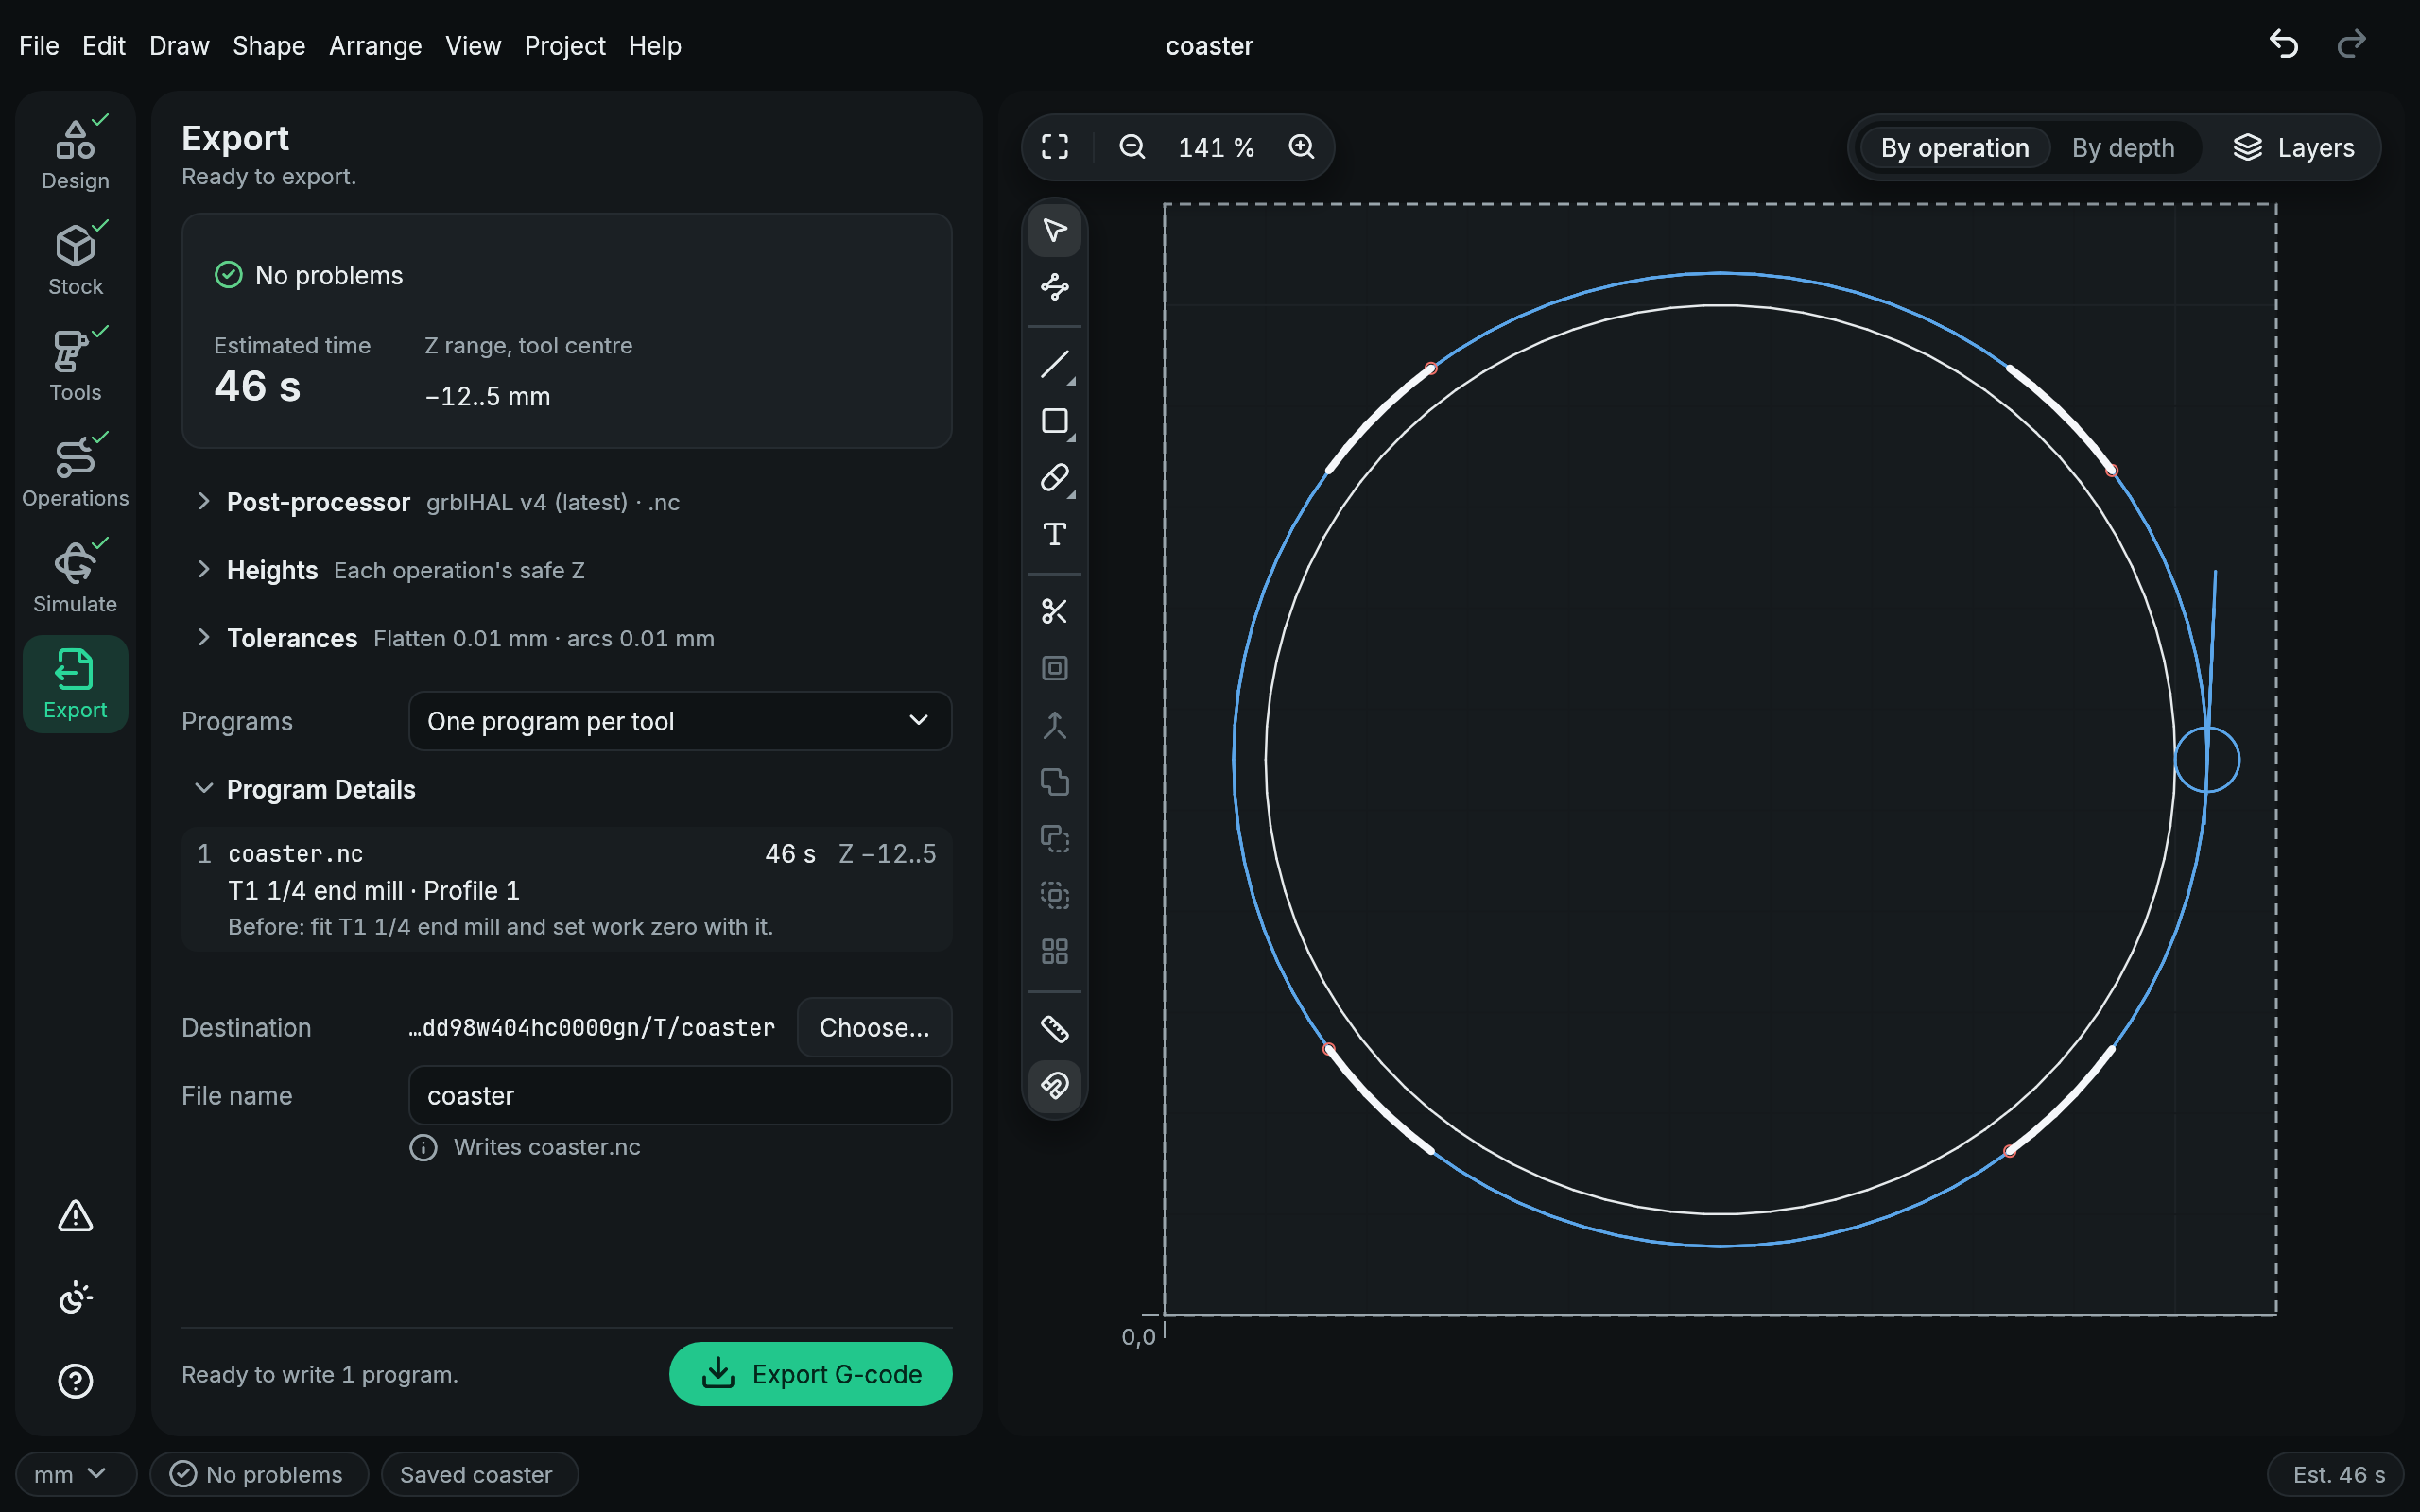 File Edit Draw Shape Arrange View Project Help
coaster
Design
Stock
Tools
Operations
Simulate
Export
Export
Ready to export.
No problems
Estimated time
46 s
Z range, tool centre
−12..5 mm
Post-processor grblHAL v4 (latest) · .nc
Heights Each operation's safe Z
Tolerances Flatten 0.01 mm · arcs 0.01 mm
Programs One program per tool
Program Details
1 coaster.nc 46 s Z −12..5
T1 1/4 end mill · Profile 1
Before: fit T1 1/4 end mill and set work zero with it.
Destination …dd98w404hc0000gn/T/coaster Choose…
File name coaster
Writes coaster.nc
Ready to write 1 program. Export G-code
141 %
By operation By depth Layers
0,0
mm No problems Saved coaster Est. 46 s